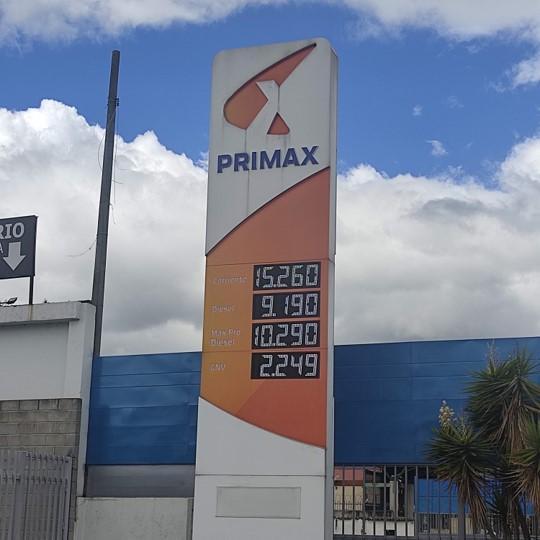 RIO
A
PRIMAX
Corriente 15.260
Diesel 9.190
Max Pro
Diesel 10.290
GNV 2.249